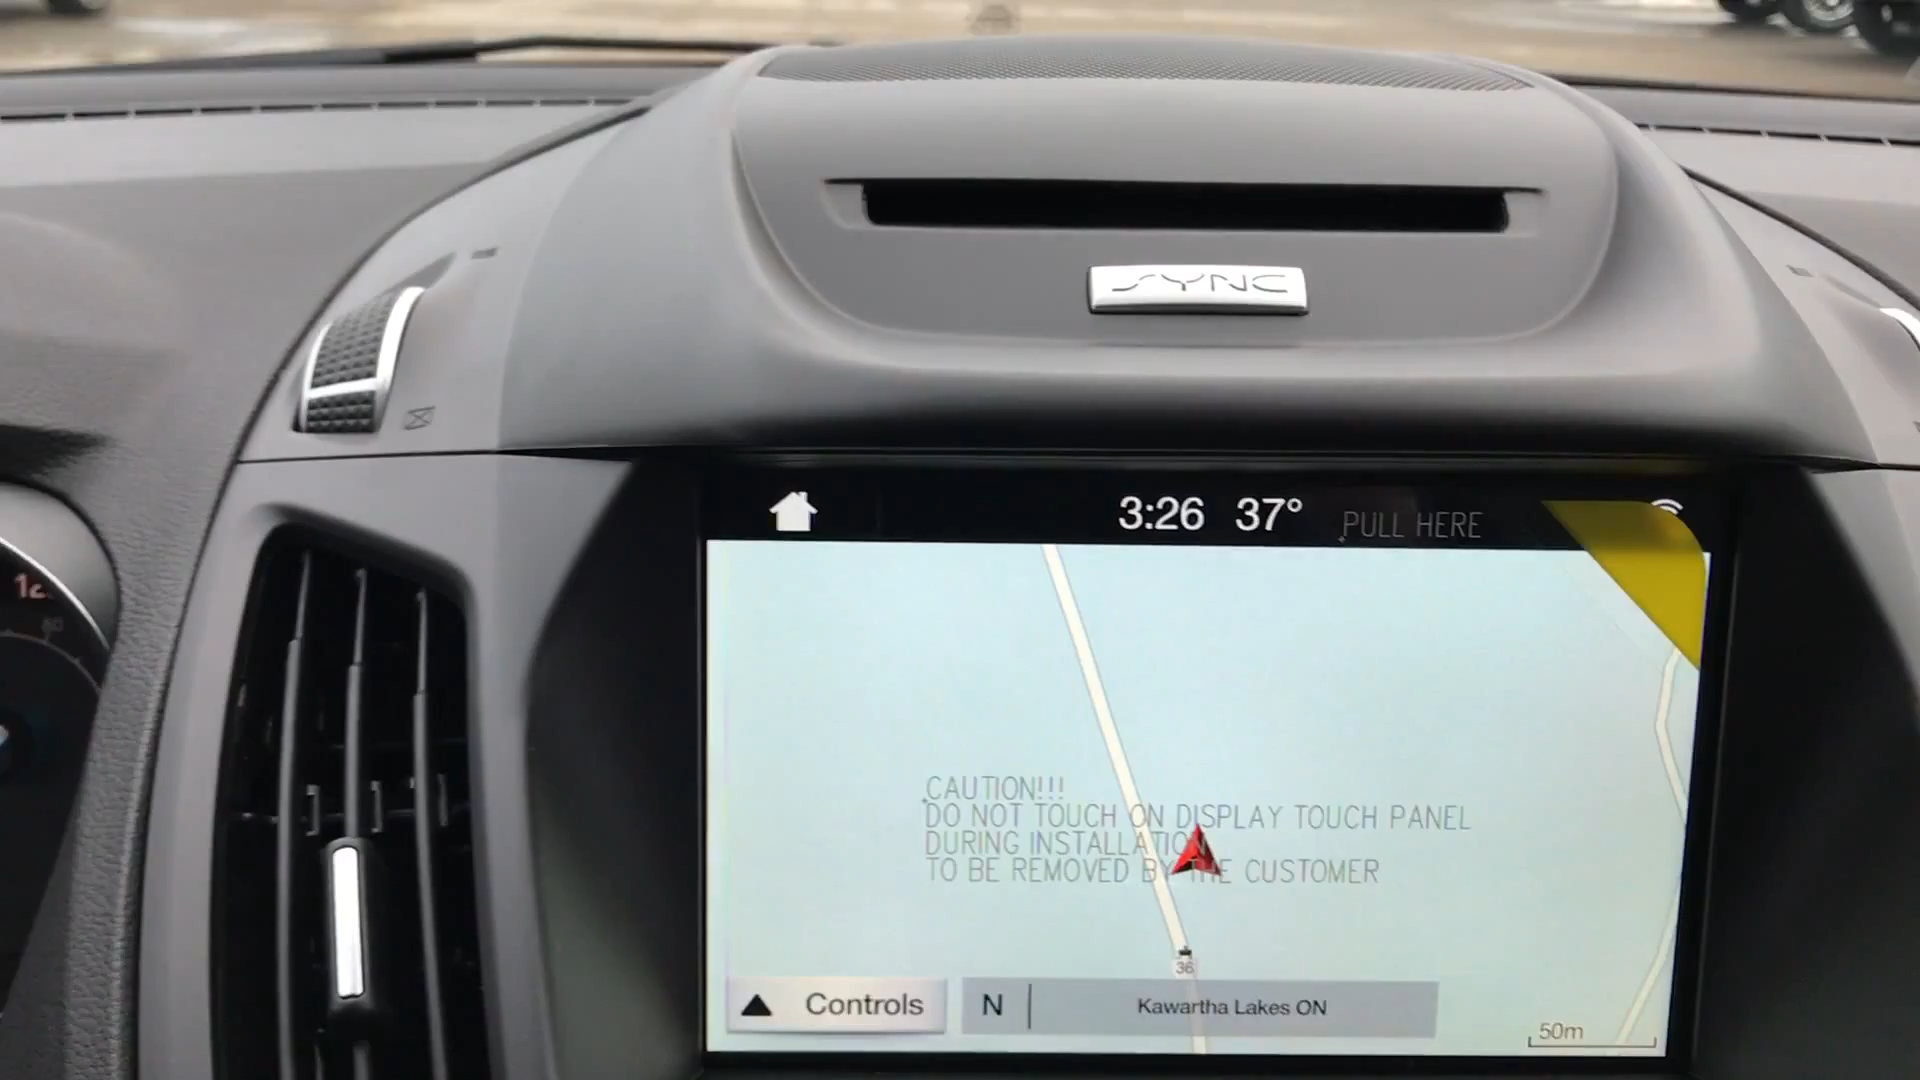 SYNC
3:26 37°
PULL HERE
CAUTION!!!
DO NOT TOUCH ON DISPLAY TOUCH PANEL
DURING INSTALLATION
TO BE REMOVED BY THE CUSTOMER
36
Controls
N
Kawartha Lakes ON
50m